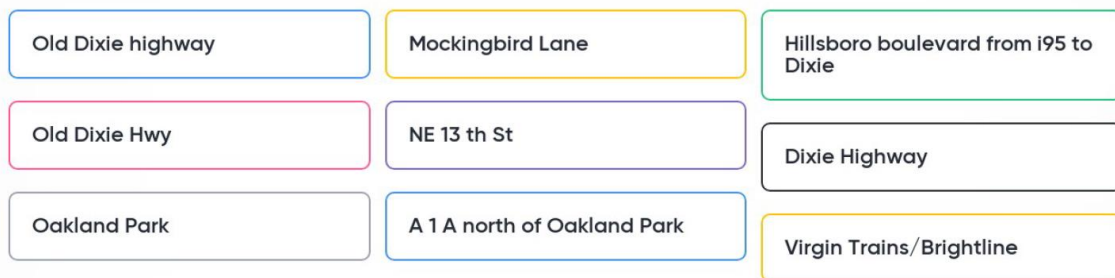 Old Dixie highway
Old Dixie Hwy
Oakland Park
Mockingbird Lane
NE 13 th St
A 1 A north of Oakland Park
Hillsboro boulevard from i95 to
Dixie
Dixie Highway
Virgin Trains/Brightline